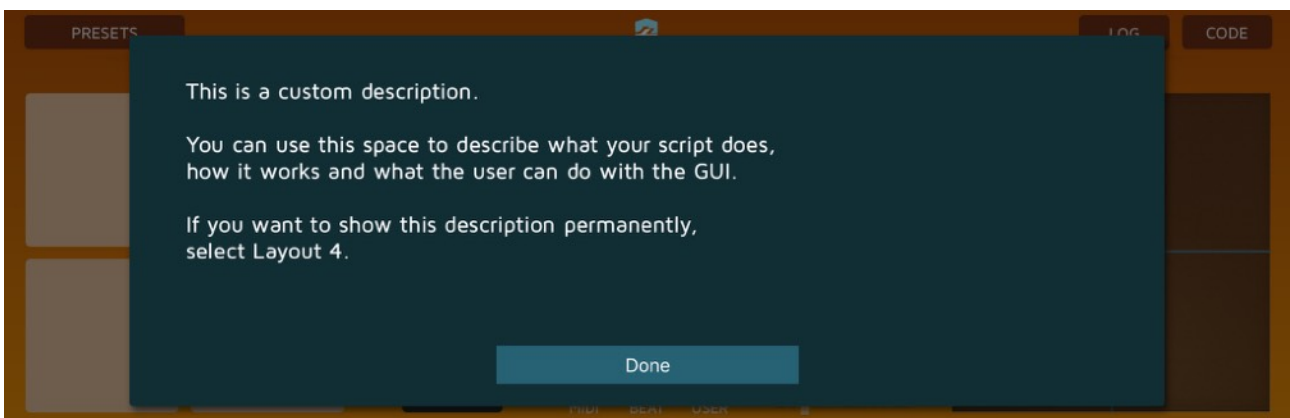 PRESETS
LOG
CODE
This is a custom description.
You can use this space to describe what your script does,
how it works and what the user can do with the GUI.
If you want to show this description permanently,
select Layout 4.
Done
MIDI BEAT USER